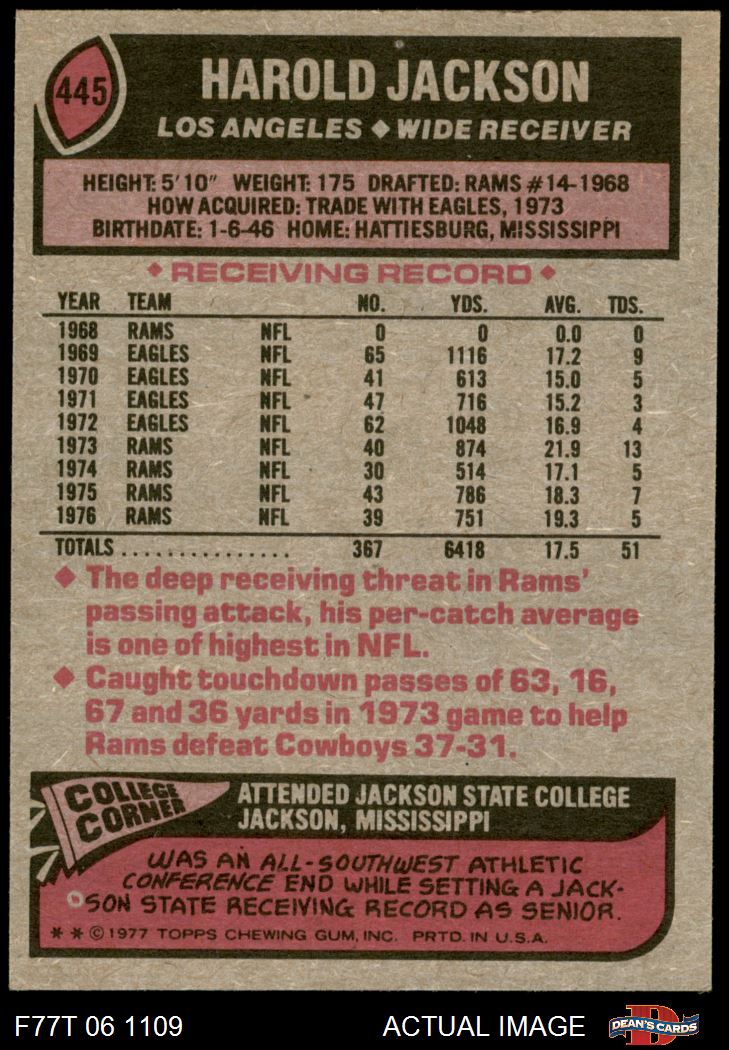 445
HAROLD JACKSON
LOS ANGELES ◆ WIDE RECEIVER
HEIGHT: 5'10" WEIGHT: 175 DRAFTED: RAMS #14-1968
HOW ACQUIRED: TRADE WITH EAGLES, 1973
BIRTHDATE: 1-6-46 HOME: HATTIESBURG, MISSISSIPPI
◆ RECEIVING RECORD ◆
YEAR TEAM NO. YDS. AVG. TDS.
1968 RAMS NFL 0 0 0.0 0
1969 EAGLES NFL 65 1116 17.2 9
1970 EAGLES NFL 41 613 15.0 5
1971 EAGLES NFL 47 716 15.2 3
1972 EAGLES NFL 62 1048 16.9 4
1973 RAMS NFL 40 874 21.9 13
1974 RAMS NFL 30 514 17.1 5
1975 RAMS NFL 43 786 18.3 7
1976 RAMS NFL 39 751 19.3 5
TOTALS ................ 367 6418 17.5 51
◆ The deep receiving threat in Rams'
passing attack, his per-catch average
is one of highest in NFL.
◆ Caught touchdown passes of 63, 16,
67 and 36 yards in 1973 game to help
Rams defeat Cowboys 37-31.
COLLEGE
CORNER
ATTENDED JACKSON STATE COLLEGE
JACKSON, MISSISSIPPI
WAS AN ALL-SOUTHWEST ATHLETIC
CONFERENCE END WHILE SETTING A JACK-
SON STATE RECEIVING RECORD AS SENIOR.
* * © 1977 TOPPS CHEWING GUM, INC. PRTD. IN U.S.A.
F77T 06 1109 ACTUAL IMAGE D DEAN'S CARDS